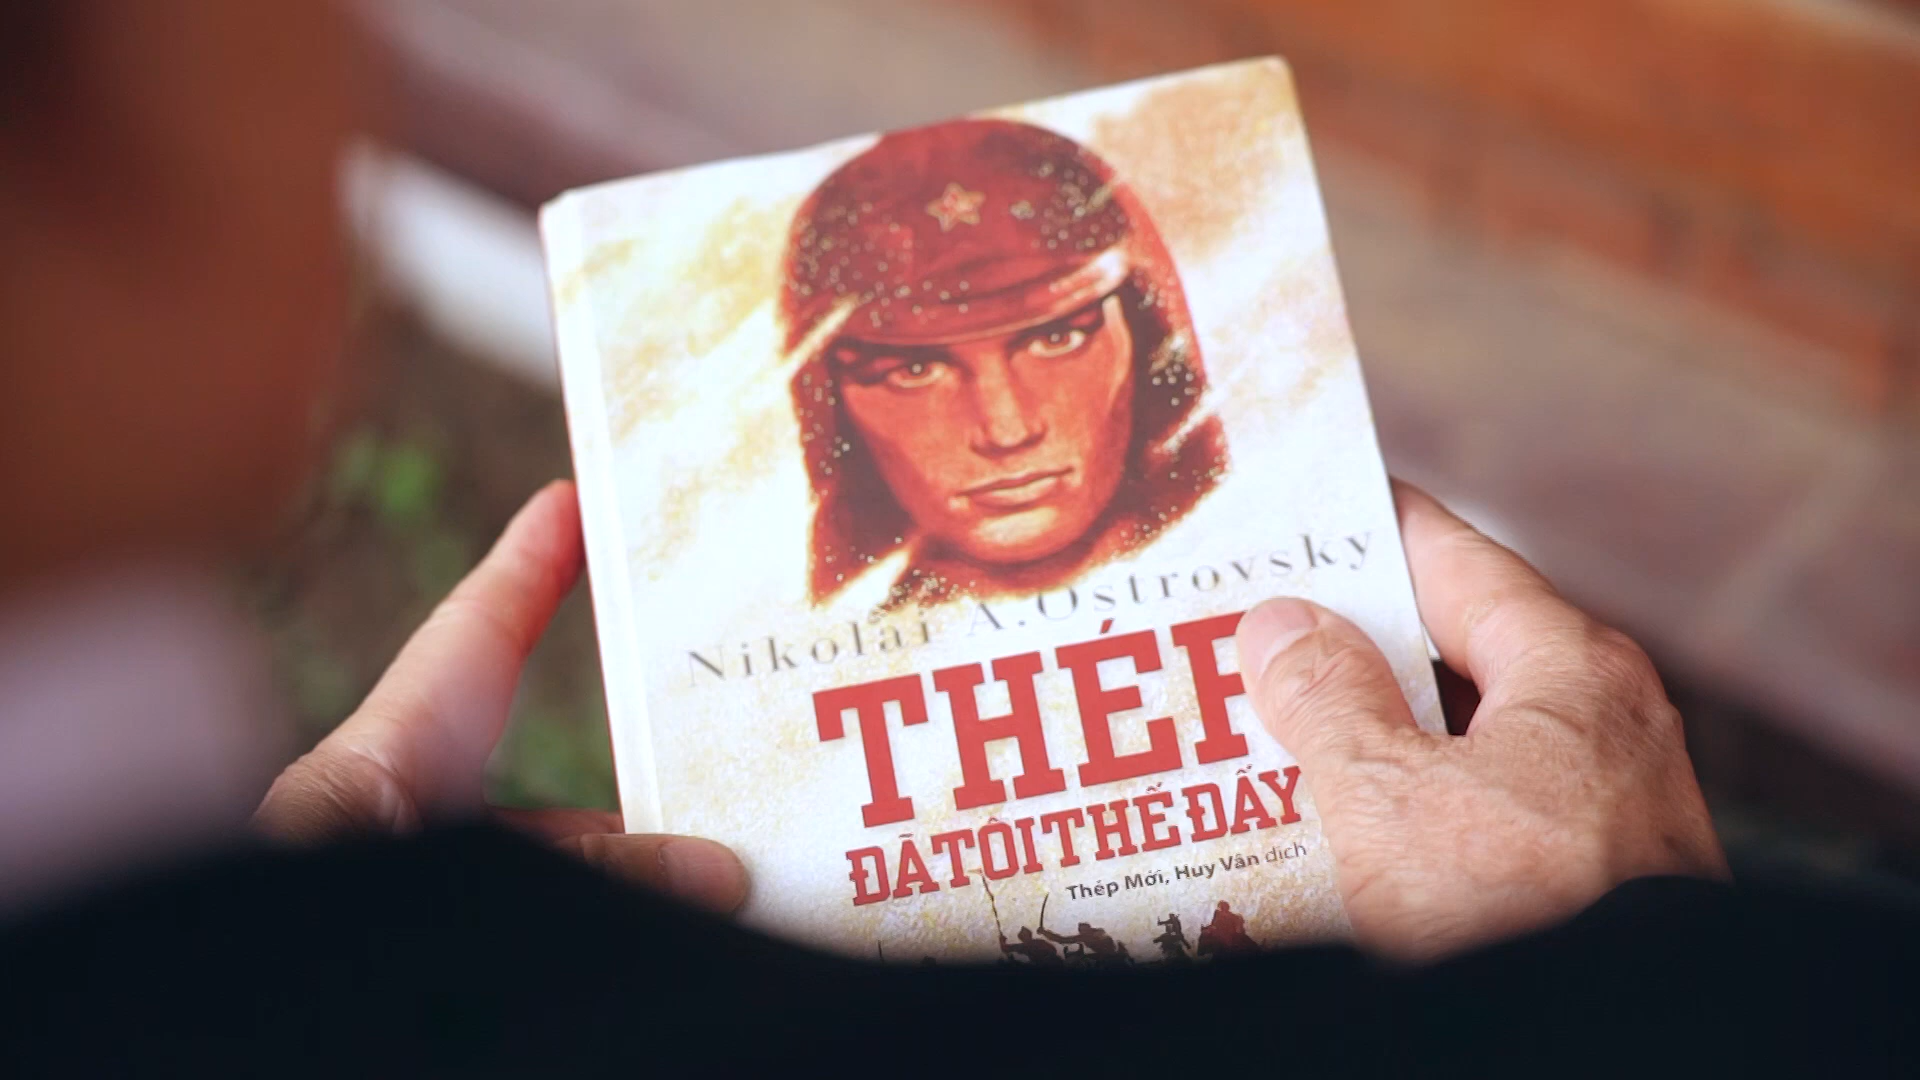 Nikolai A.Ostrovsky
THÉP
ĐÃ TÔI THẾ ĐẤY
Thép Mới, Huy Vân dịch